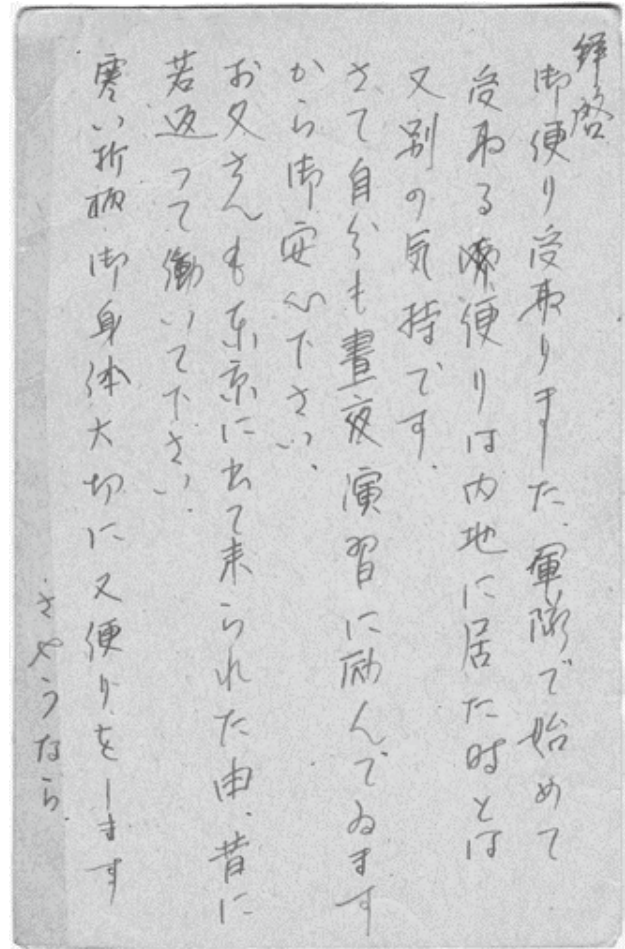 拝啓
御便り受取りました、軍隊で始めて
受取る便りは内地に居た時とは
又別の気持です、
さて自分も晝夜演習に励んでゐます
から御安心下さい、
お父さんも東京に出て来られた由、昔に
若返って働いて下さい、
寒い折柄御身体大切に又便りをします
さやうなら